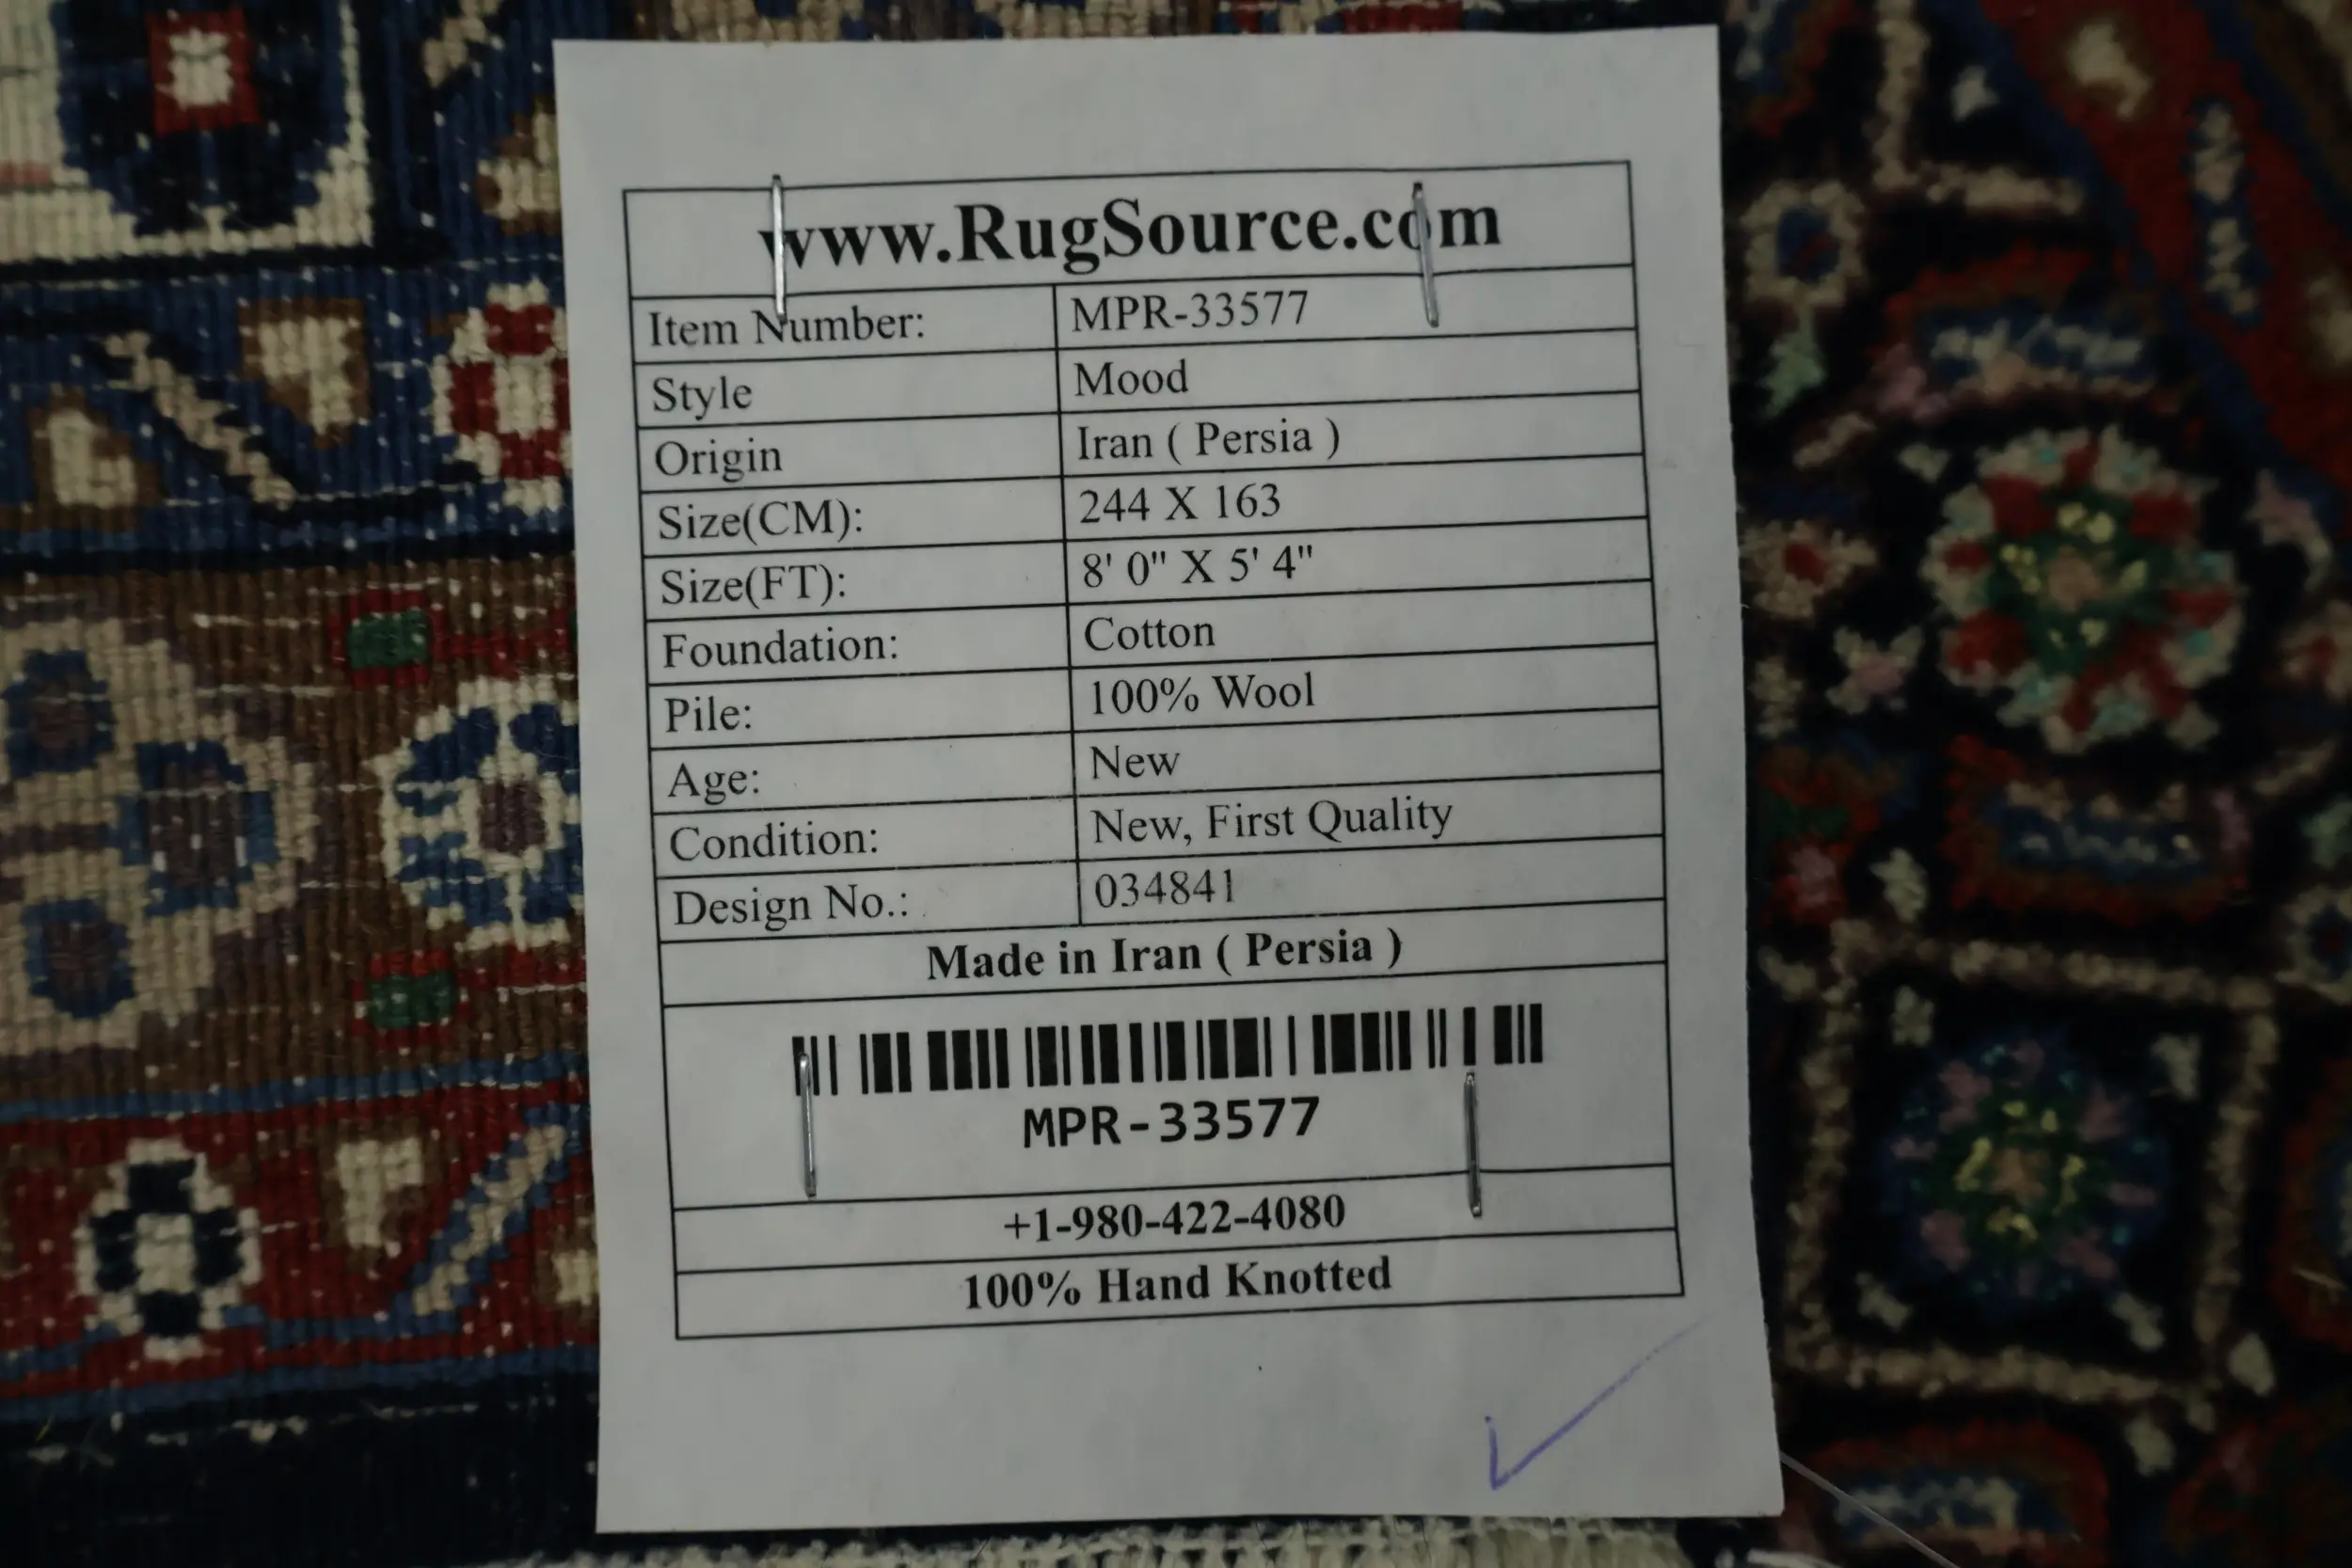 www.RugSource.com
Item Number: MPR-33577
Style Mood
Origin Iran ( Persia )
Size(CM): 244 X 163
Size(FT): 8' 0" X 5' 4"
Foundation: Cotton
Pile: 100% Wool
Age: New
Condition: New, First Quality
Design No.: 034841
Made in Iran ( Persia )
MPR-33577
+1-980-422-4080
100% Hand Knotted